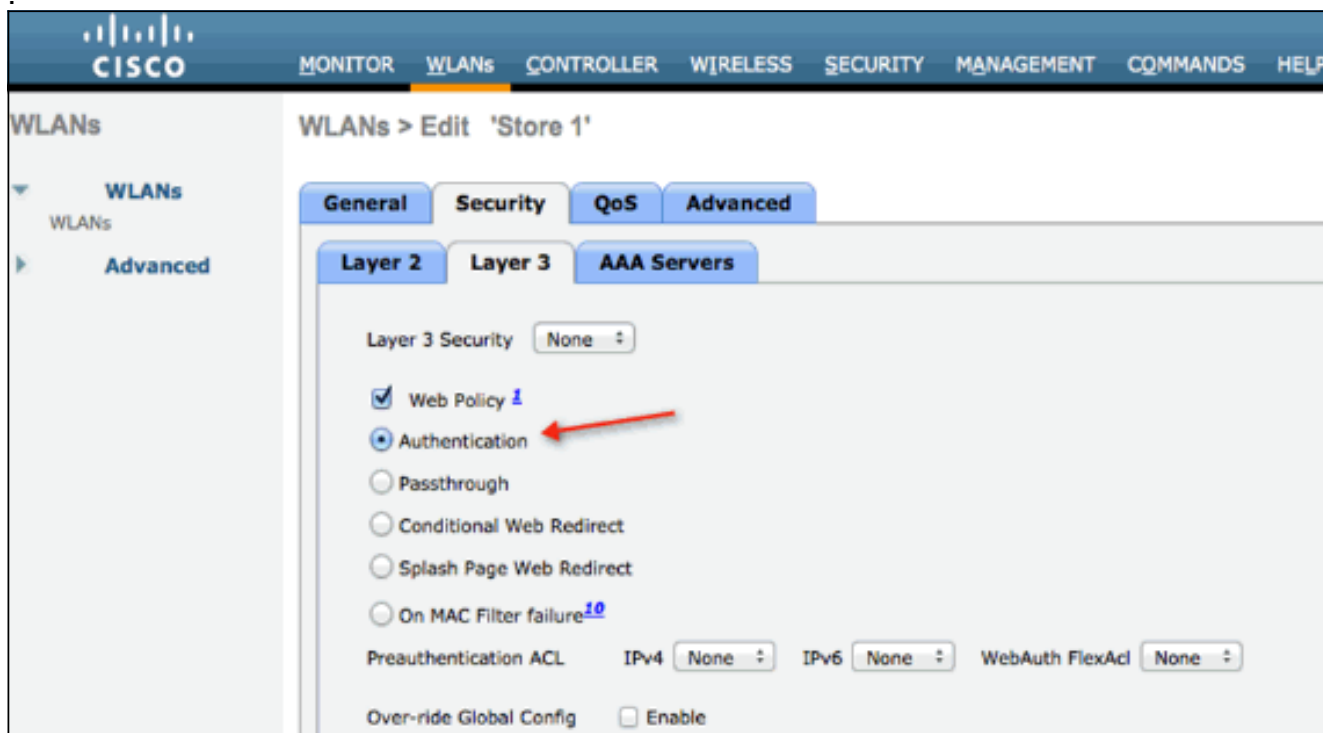 .
CISCO
MONITOR WLANs CONTROLLER WIRELESS SECURITY MANAGEMENT COMMANDS HELP
WLANs
WLANs > Edit 'Store 1'
WLANs
WLANs
Advanced
General Security QoS Advanced
Layer 2 Layer 3 AAA Servers
Layer 3 Security None
Web Policy 1
Authentication
Passthrough
Conditional Web Redirect
Splash Page Web Redirect
On MAC Filter failure10
Preauthentication ACL IPv4 None IPv6 None WebAuth FlexAcl None
Over-ride Global Config Enable